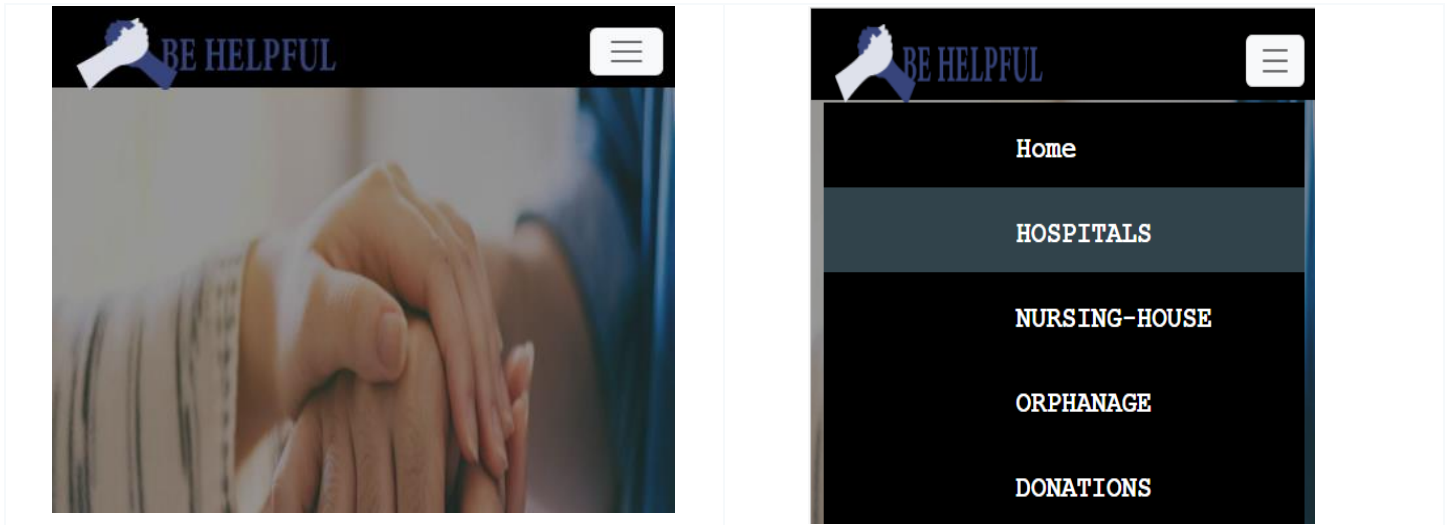 BE HELPFUL
BE HELPFUL
Home
HOSPITALS
NURSING-HOUSE
ORPHANAGE
DONATIONS